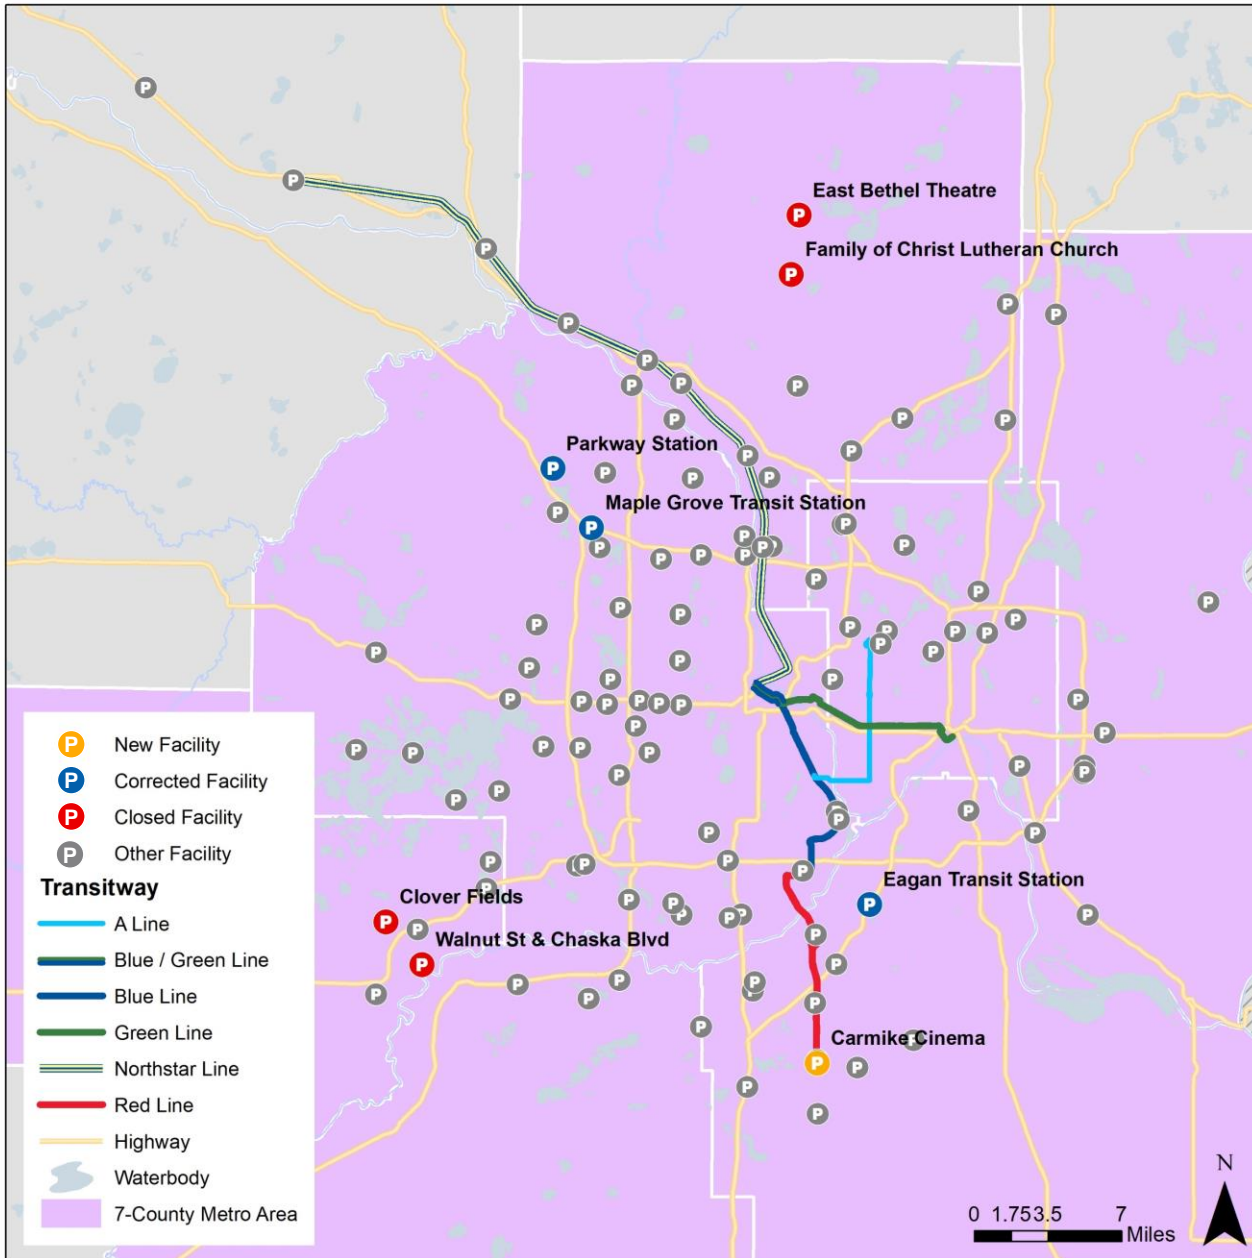 East Bethel Theatre
Family of Christ Lutheran Church
Parkway Station
Maple Grove Transit Station
Eagan Transit Station
Clover Fields
Walnut St & Chaska Blvd
Carmike Cinema
P New Facility
P Corrected Facility
P Closed Facility
P Other Facility
Transitway
A Line
Blue / Green Line
Blue Line
Green Line
Northstar Line
Red Line
Highway
Waterbody
7-County Metro Area
N
0 1.75 3.5 7
Miles